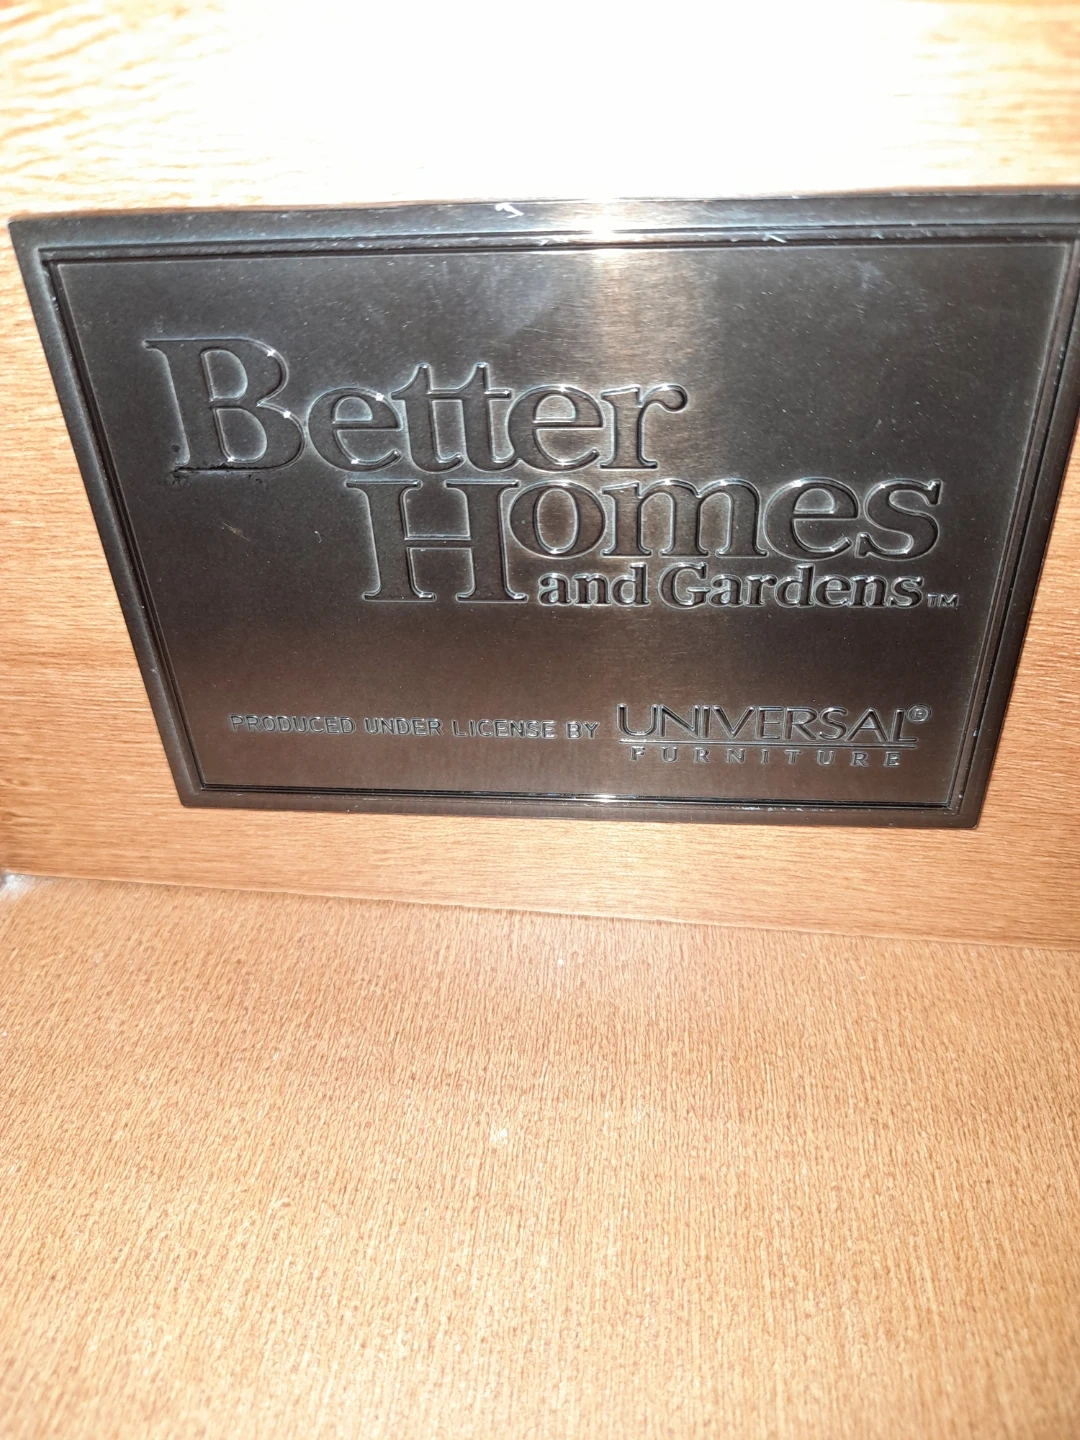 Better
Homes
and Gardens™
PRODUCED UNDER LICENSE BY UNIVERSAL®
FURNITURE